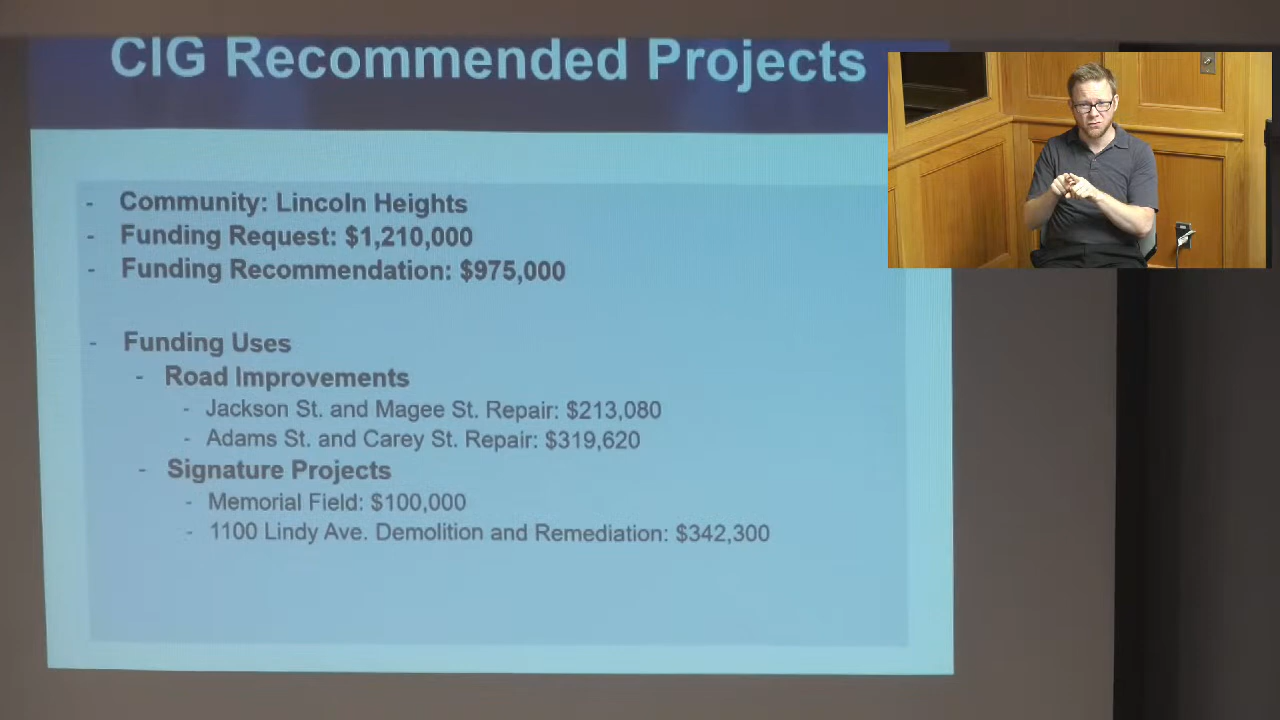 CIG Recommended Projects
- Community: Lincoln Heights
- Funding Request: $1,210,000
- Funding Recommendation: $975,000
- Funding Uses
- Road Improvements
- Jackson St. and Magee St. Repair: $213,080
- Adams St. and Carey St. Repair: $319,620
- Signature Projects
- Memorial Field: $100,000
- 1100 Lindy Ave. Demolition and Remediation: $342,300